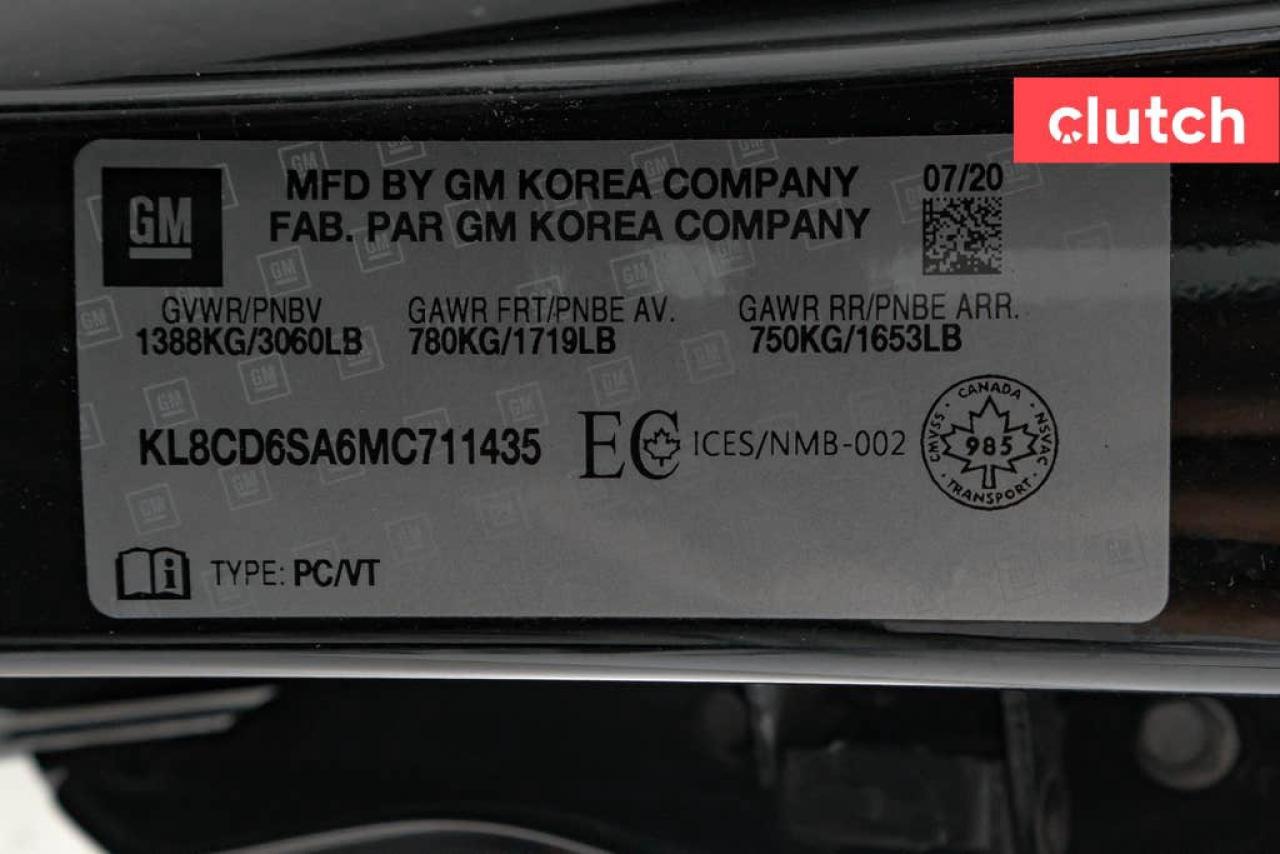 clutch
GM
MFD BY GM KOREA COMPANY
07/20
FAB. PAR GM KOREA COMPANY
GVWR/PNBV
GAWR FRT/PNBE AV.
GAWR RR/PNBE ARR.
1388KG/3060LB
780KG/1719LB
750KG/1653LB
KL8CD6SA6MC711435
EC
ICES/NMB-002
CANADA
CMVSS
985
NSVAC
TRANSPORT
TYPE: PC/VT